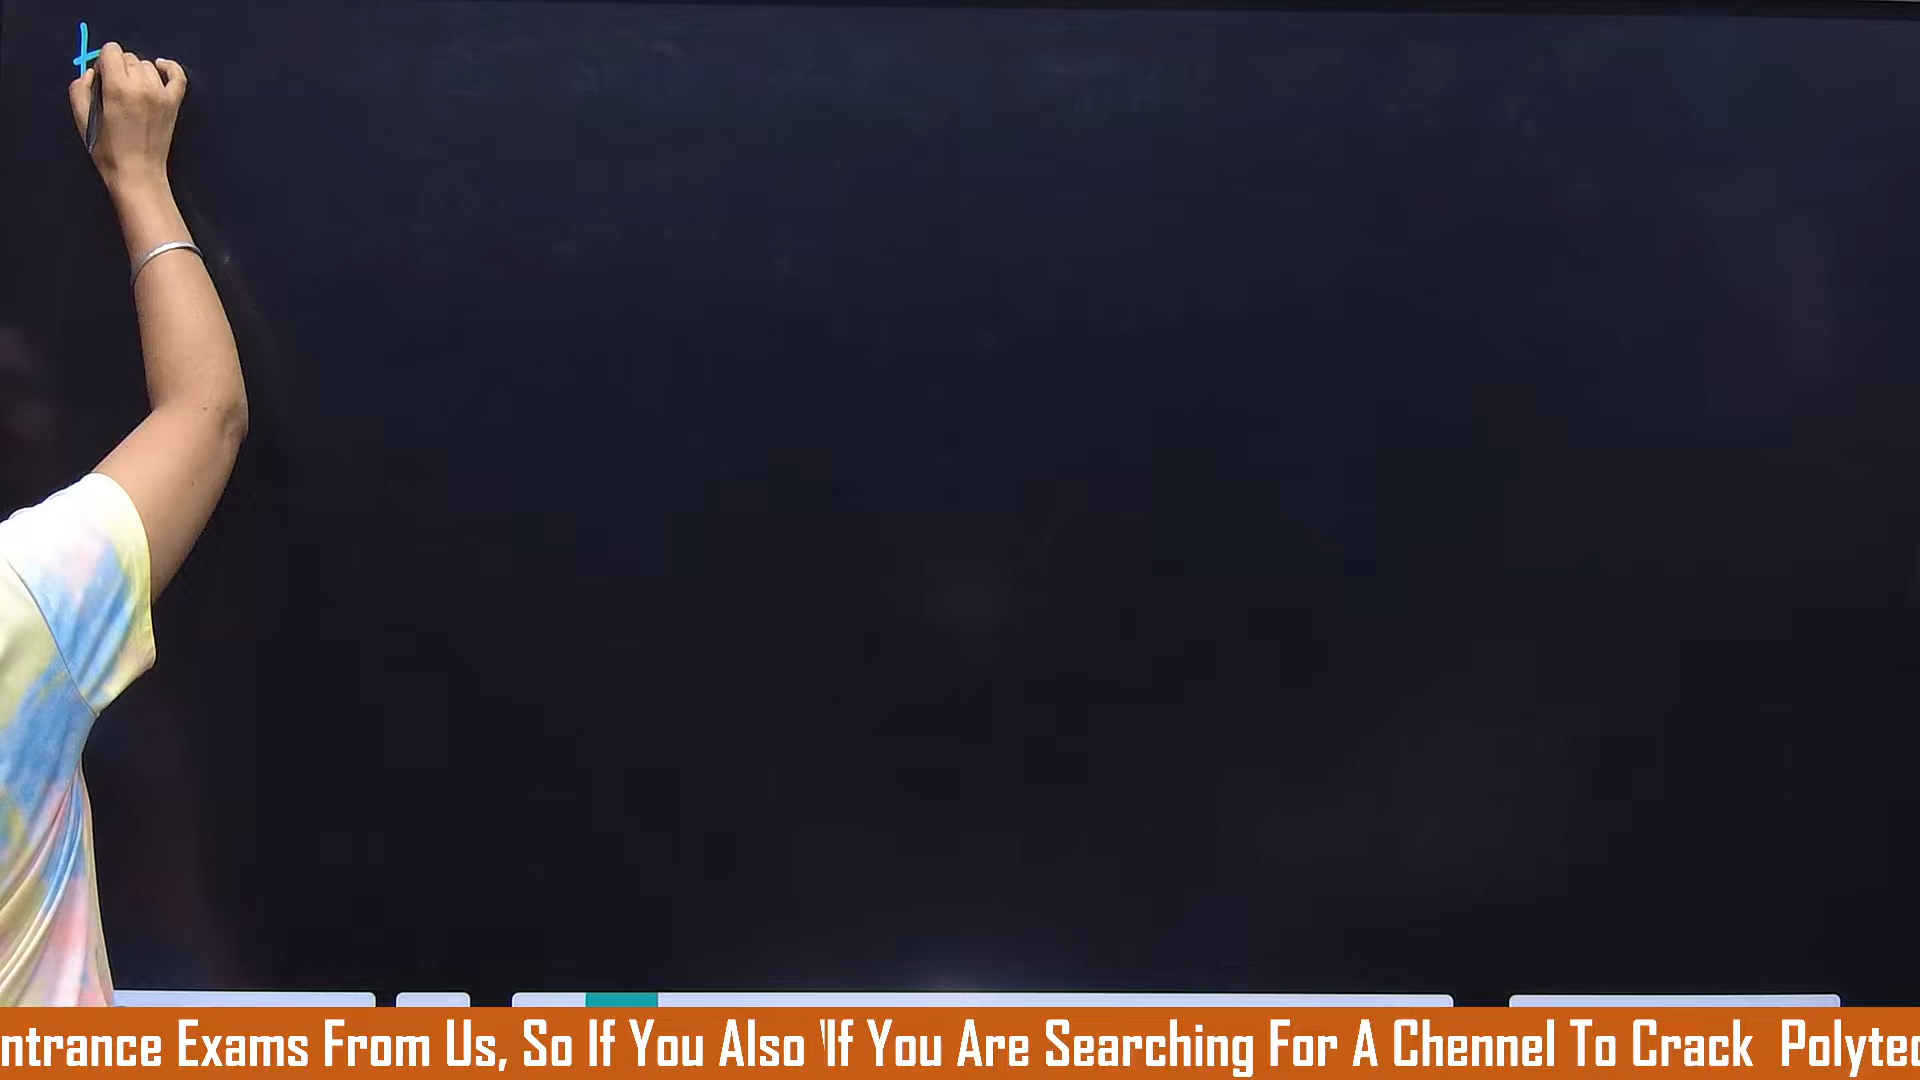 ntrance Exams From Us, So If You Also If You Are Searching For A Chennel To Crack Polytec